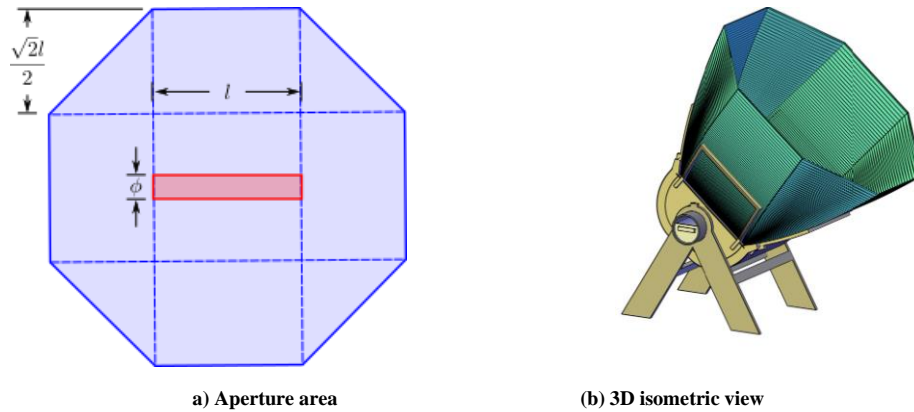 √2l
2
l
ϕ
a) Aperture area
(b) 3D isometric view